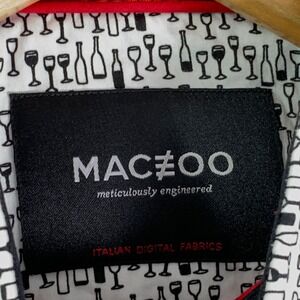 MACEOO
meticulously engineered
ITALIAN DIGITAL FABRICS